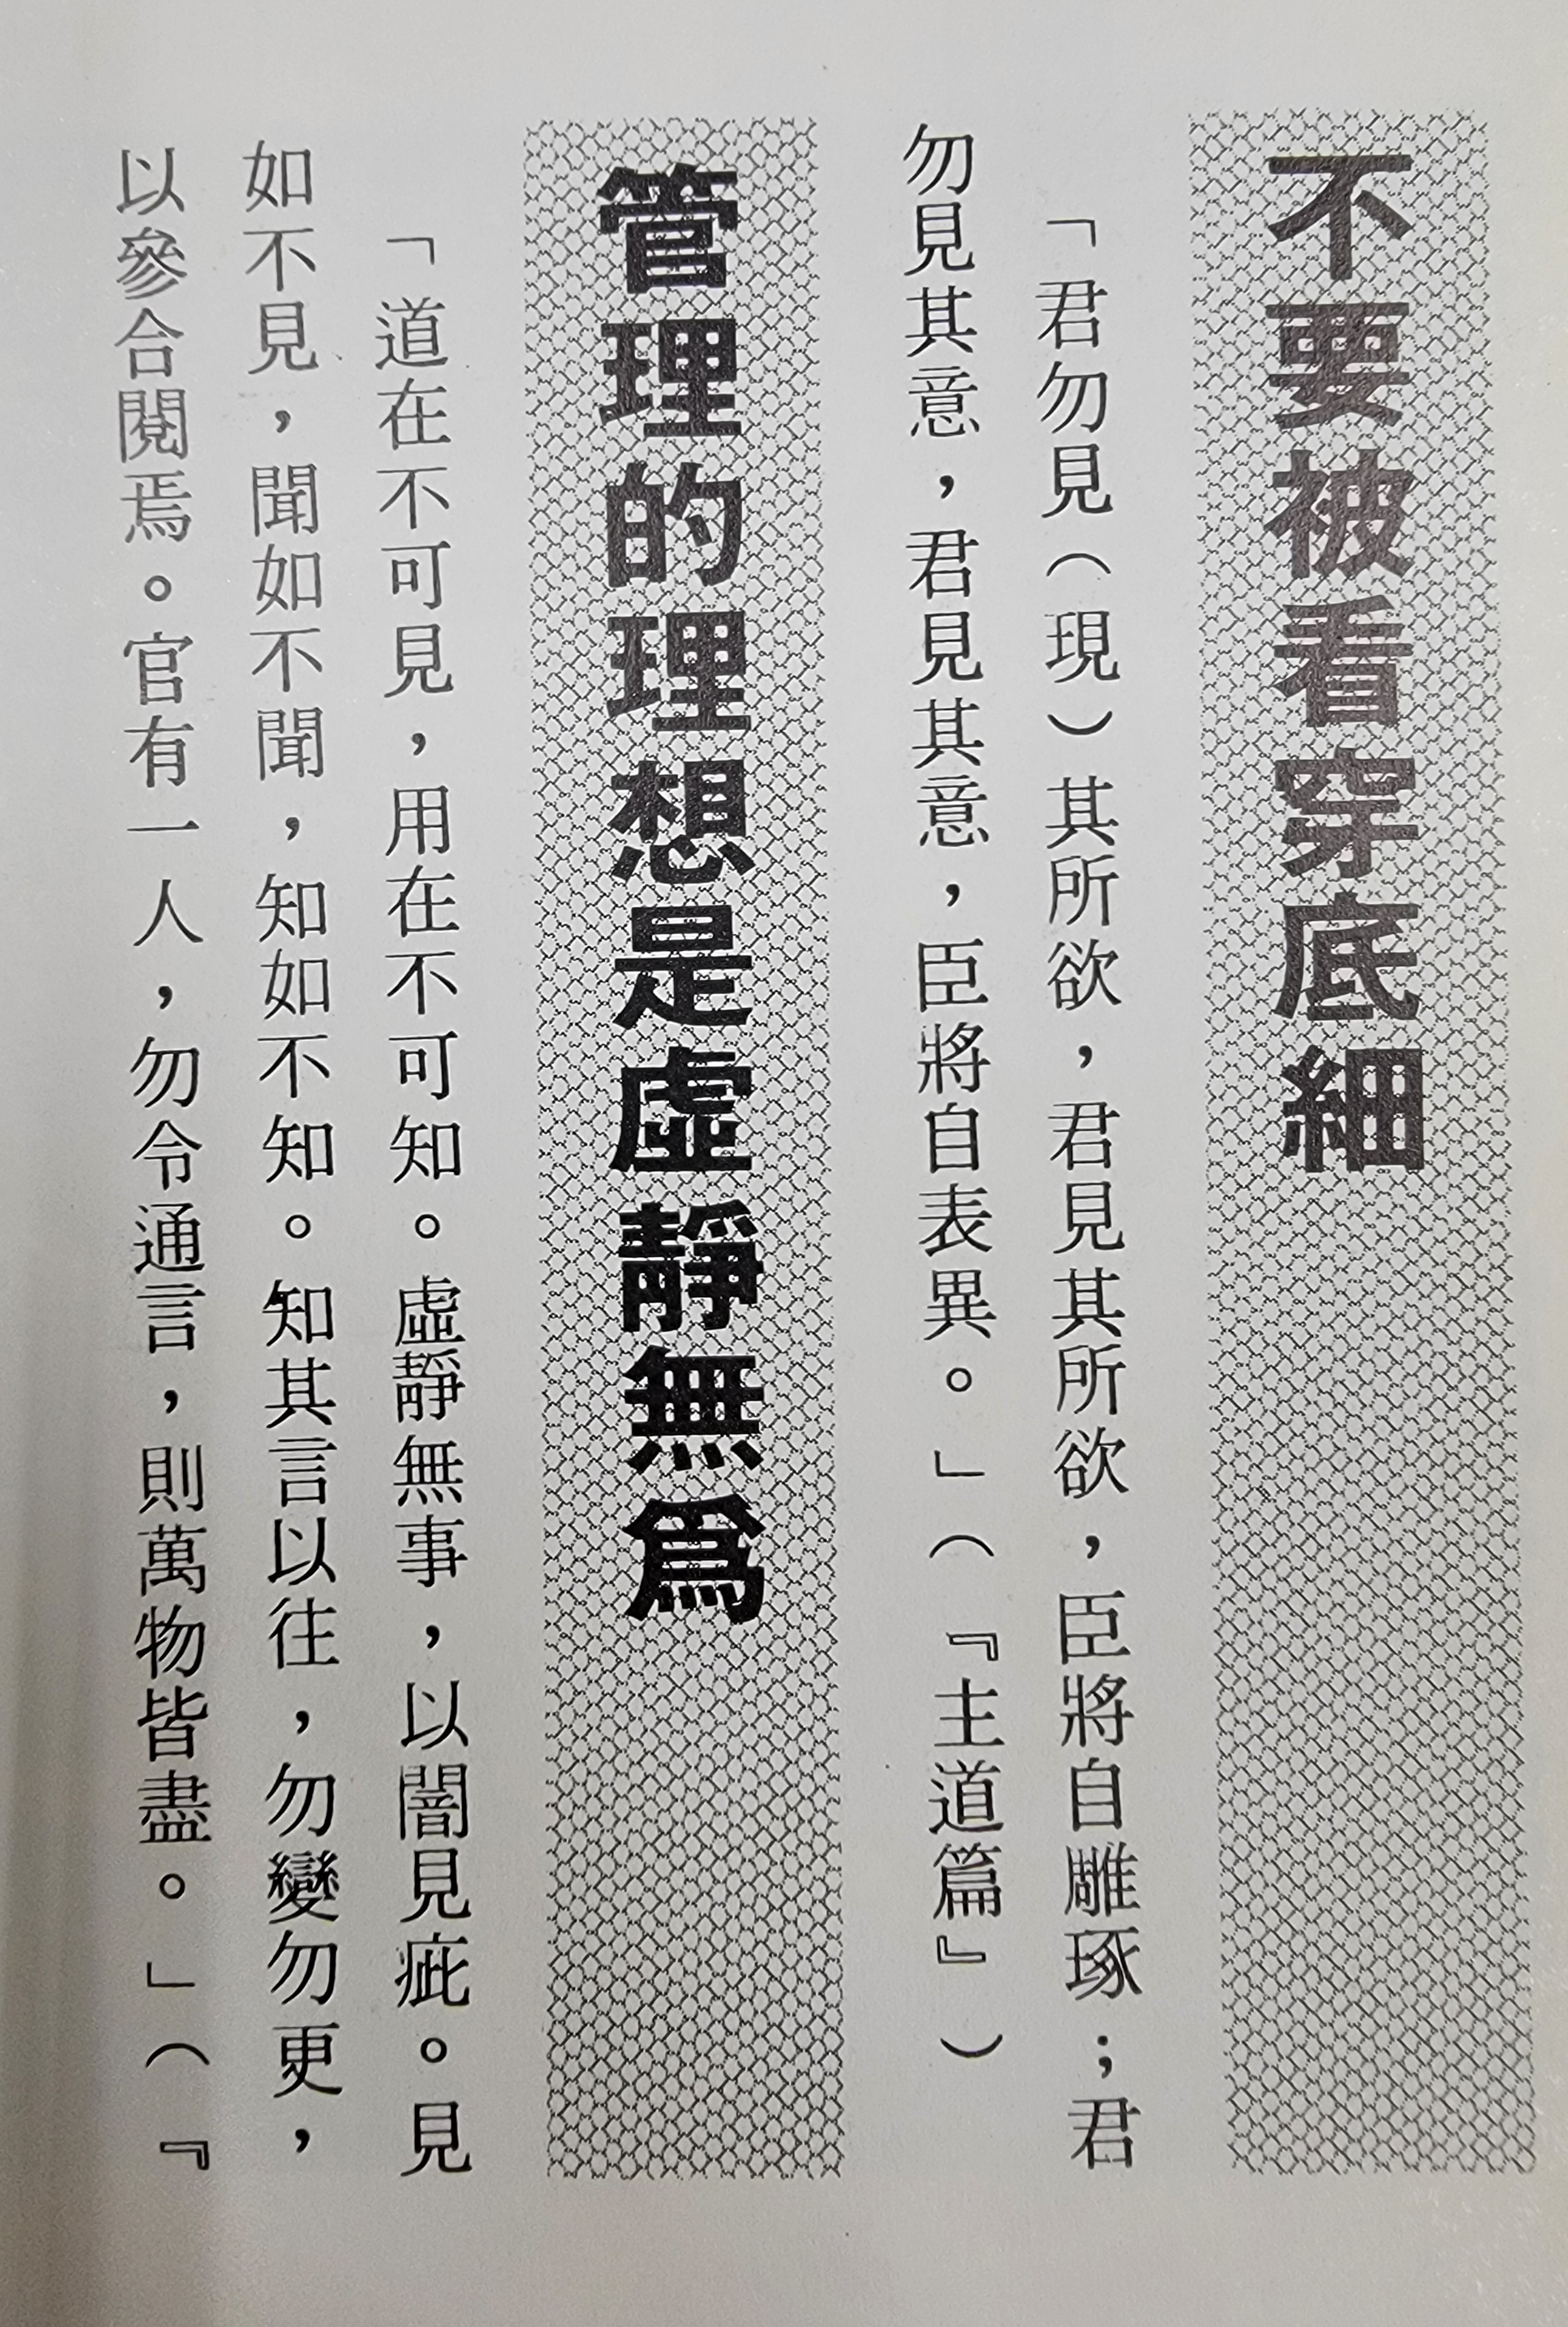 不要被看穿底細
「君勿見（現）其所欲，君見其所欲，臣將自雕琢；君
勿見其意，君見其意，臣將自表異。」（『主道篇』）
管理的理想是虛靜無爲
「道在不可見，用在不可知。虛靜無事，以闇見疵。見
如不見，聞如不聞，知如不知。知其言以往，勿變勿更，
以參合閱焉。官有一人，勿令通言，則萬物皆盡。」（『